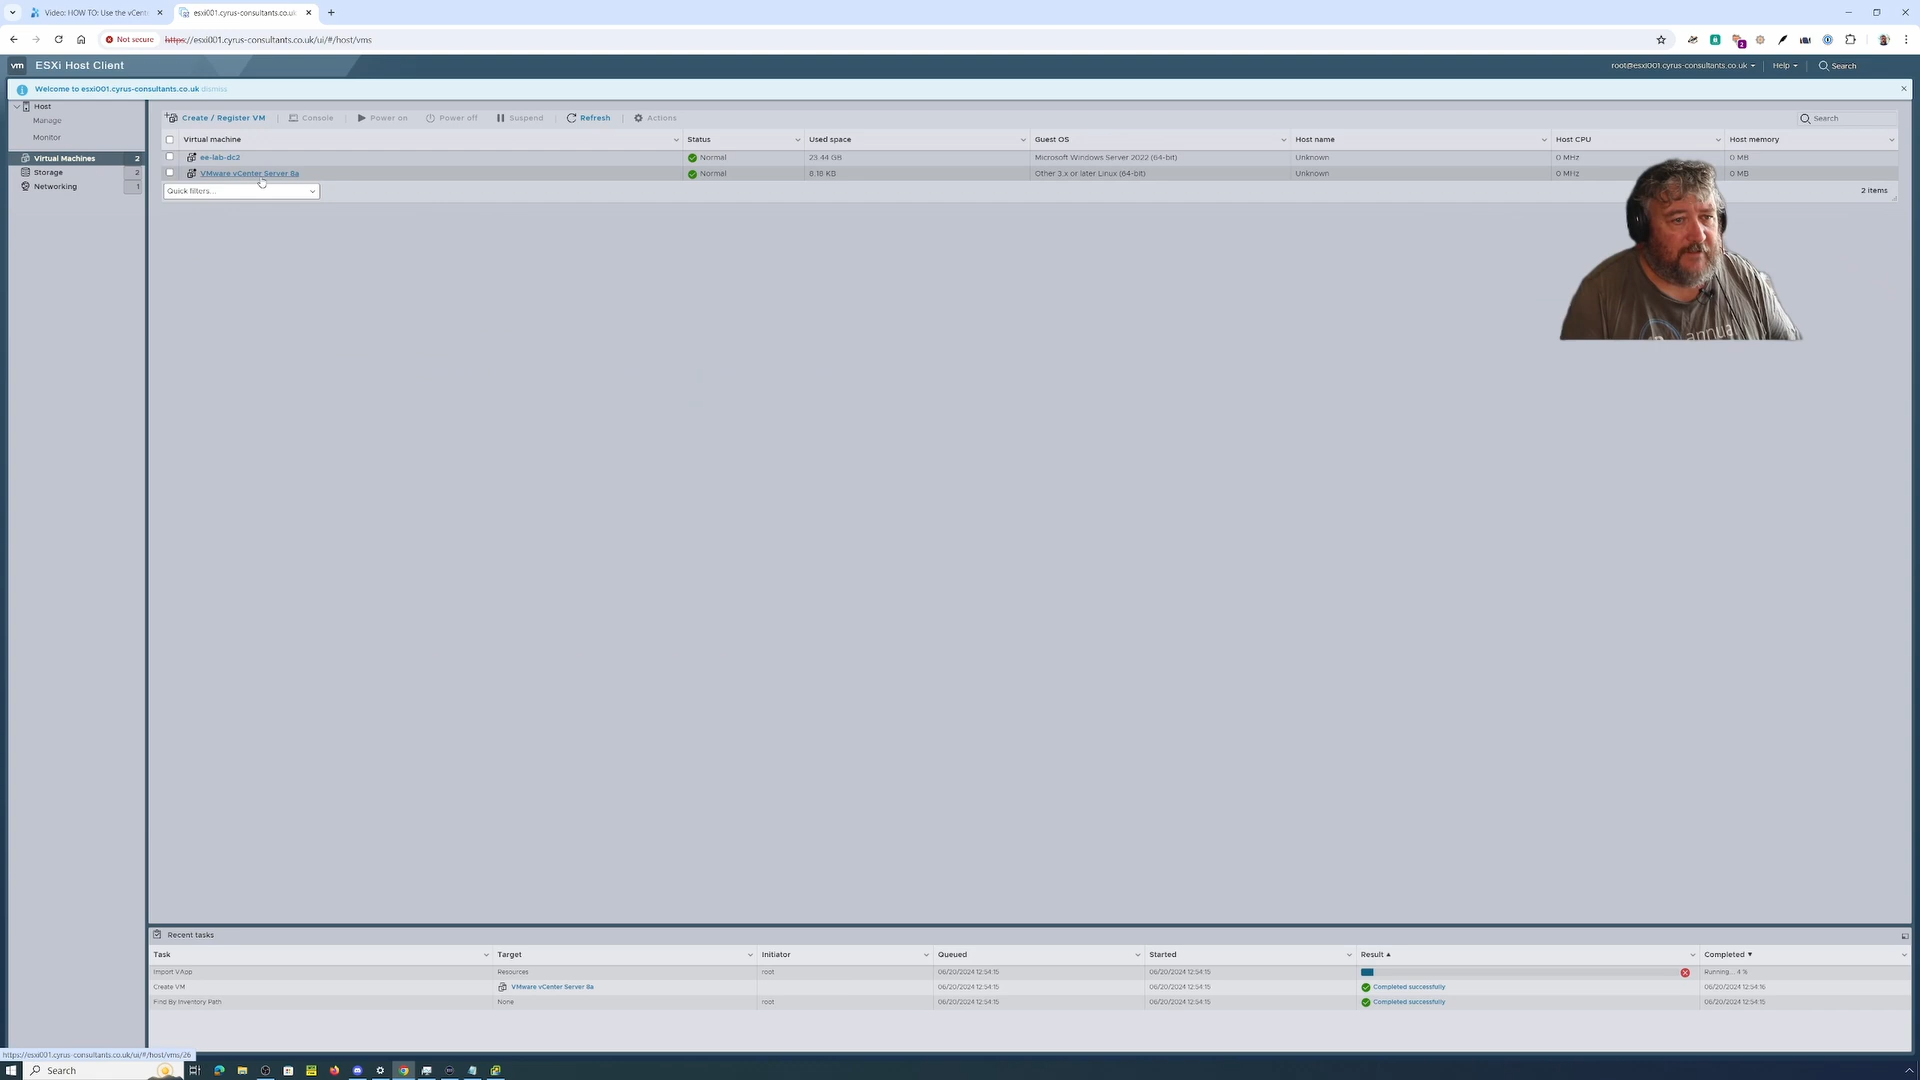 Video: HOW TO: Use the vCent
esxi001.cyrus-consultants.co.uk
Not secure
https://esxi001.cyrus-consultants.co.uk/ui/#/host/vms
2
vm ESXi Host Client
root@esxi001.cyrus-consultants.co.uk
Help
Search
Welcome to esxi001.cyrus-consultants.co.uk dismiss
Host
Manage
Monitor
Virtual Machines 2
Storage 2
Networking 1
Create / Register VM
Console
Power on
Power off
Suspend
Refresh
Actions
Search
Virtual machine Status Used space Guest OS Host name Host CPU Host memory
ee-lab-dc2 Normal 23.44 GB Microsoft Windows Server 2022 (64-bit) Unknown 0 MHz 0 MB
VMware vCenter Server 8a Normal 8.18 KB Other 3.x or later Linux (64-bit) Unknown 0 MHz 0 MB
Quick filters...
2 items
annua
Recent tasks
Task Target Initiator Queued Started Result Completed
Import VApp Resources root 06/20/2024 12:54:15 06/20/2024 12:54:15 Running... 4 %
Create VM VMware vCenter Server 8a 06/20/2024 12:54:15 06/20/2024 12:54:15 Completed successfully 06/20/2024 12:54:16
Find By Inventory Path None root 06/20/2024 12:54:15 06/20/2024 12:54:15 Completed successfully 06/20/2024 12:54:15
https://esxi001.cyrus-consultants.co.uk/ui/#/host/vms/26
Search